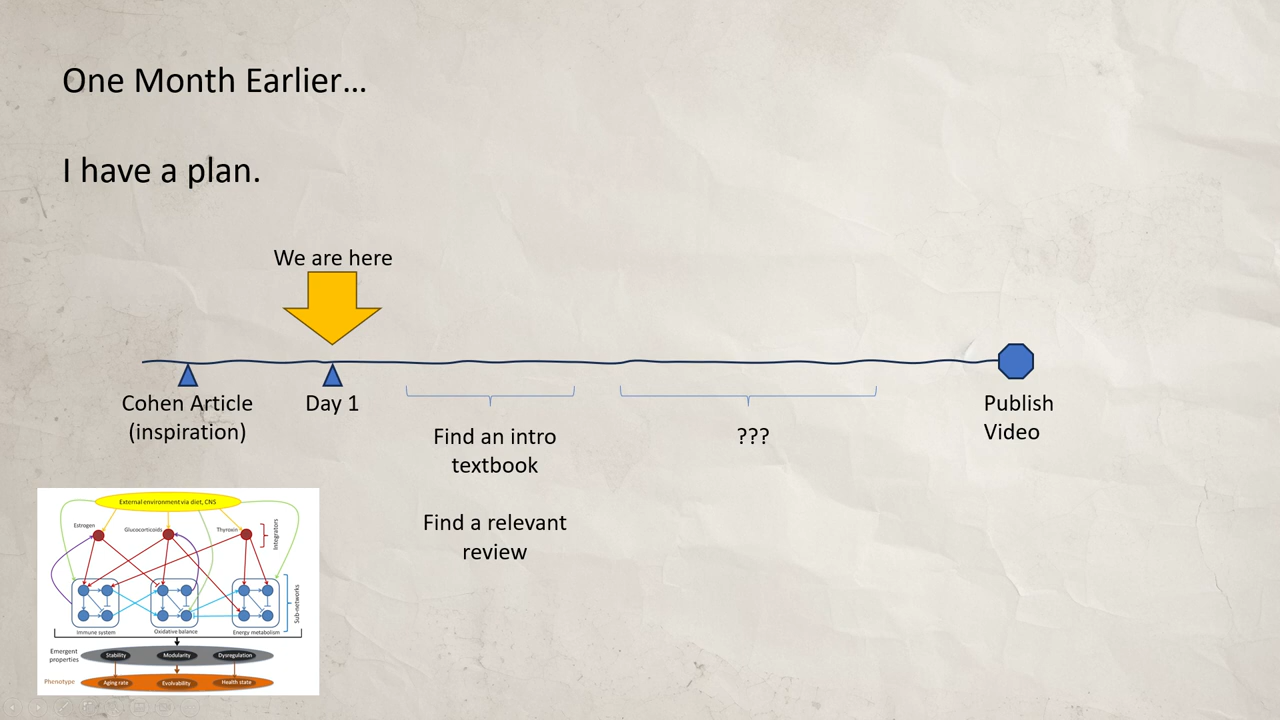 One Month Earlier…
I have a plan.
We are here
Cohen Article
(inspiration)
Day 1
Find an intro
textbook
Find a relevant
review
???
Publish
Video
External environment via diet, CNS
Estrogen
Glucocorticoids
Thyroxin
Integrators
Sub-networks
Immune system
Oxidative balance
Energy metabolism
Emergent
properties
Stability
Modularity
Dysregulation
Phenotype
Aging rate
Evolvability
Health state